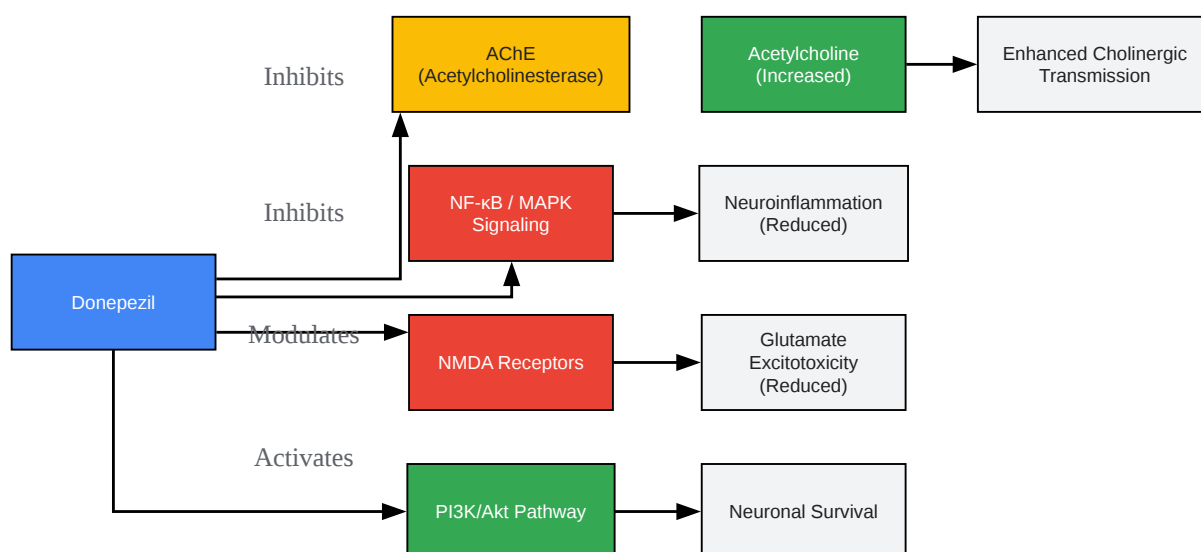 Inhibits
AChE
(Acetylcholinesterase)
Acetylcholine
(Increased)
Enhanced Cholinergic
Transmission
Inhibits
NF-κB / MAPK
Signaling
Neuroinflammation
(Reduced)
Donepezil
Modulates
NMDA Receptors
Glutamate
Excitotoxicity
(Reduced)
Activates
PI3K/Akt Pathway
Neuronal Survival